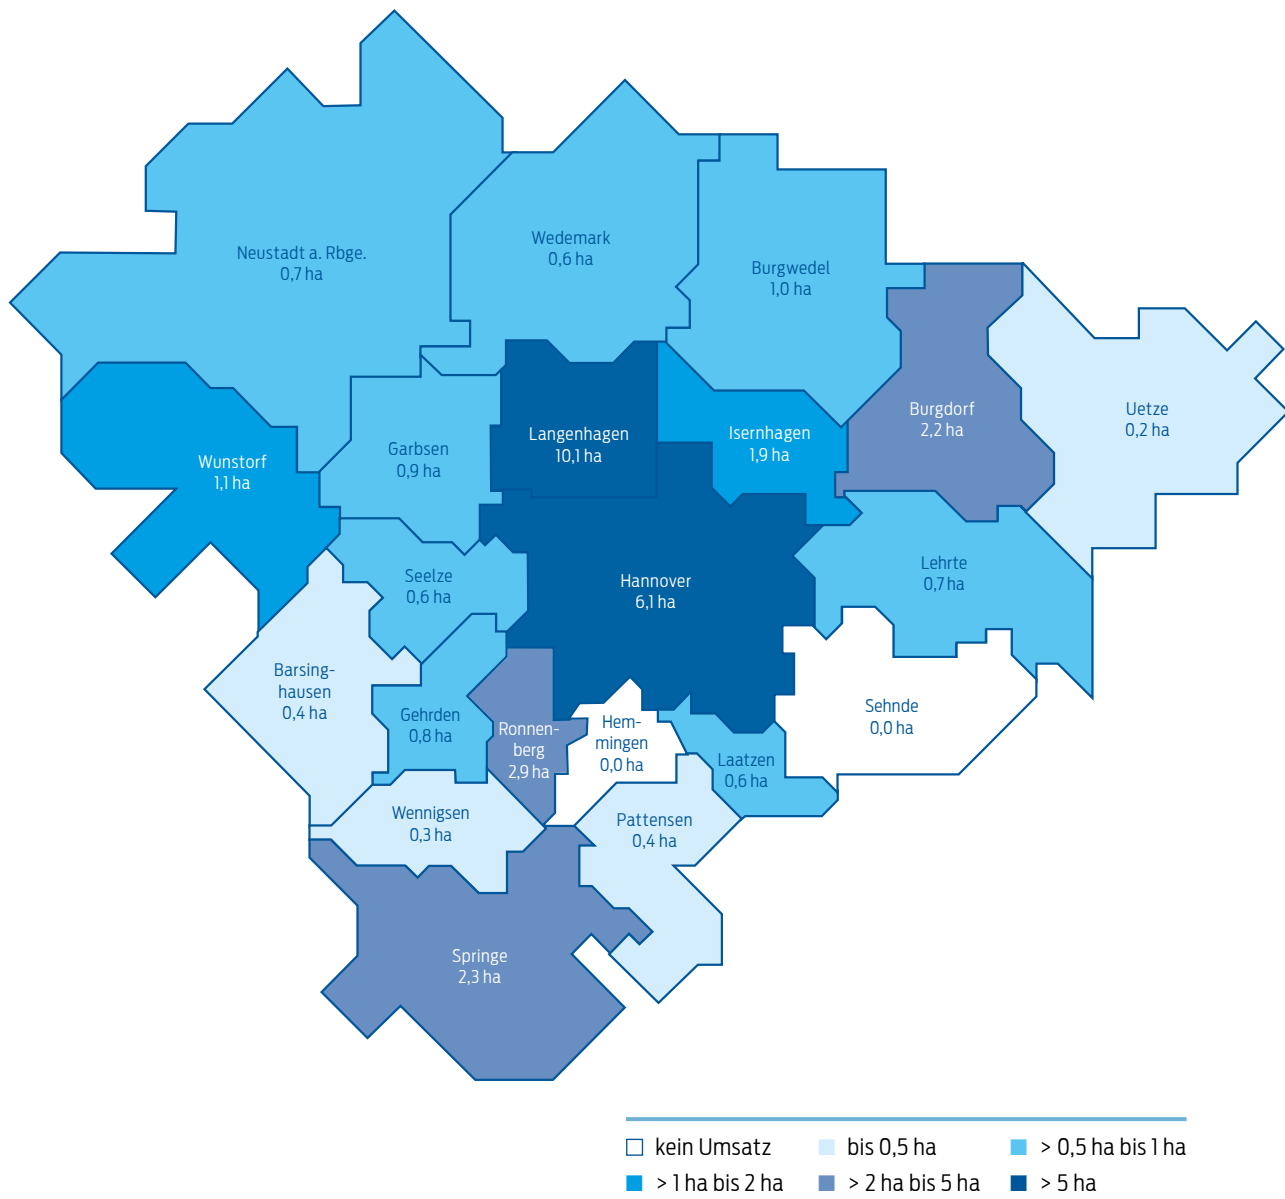 Neustadt a. Rbge.
0,7 ha
Wedemark
0,6 ha
Burgwedel
1,0 ha
Burgdorf
2,2 ha
Uetze
0,2 ha
Langenhagen
10,1 ha
Isernhagen
1,9 ha
Garbsen
0,9 ha
Wunstorf
1,1 ha
Seelze
0,6 ha
Hannover
6,1 ha
Lehrte
0,7 ha
Barsing-
hausen
0,4 ha
Gehrden
0,8 ha
Ronnen-
berg
2,9 ha
Hem-
mingen
0,0 ha
Laatzen
0,6 ha
Sehnde
0,0 ha
Wennigsen
0,3 ha
Pattensen
0,4 ha
Springe
2,3 ha
kein Umsatz
bis 0,5 ha
> 0,5 ha bis 1 ha
> 1 ha bis 2 ha
> 2 ha bis 5 ha
> 5 ha